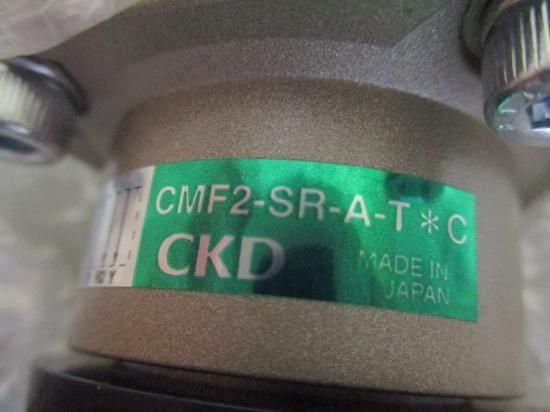 CMF2-SR-A-T*C
CKD
MADE IN
JAPAN